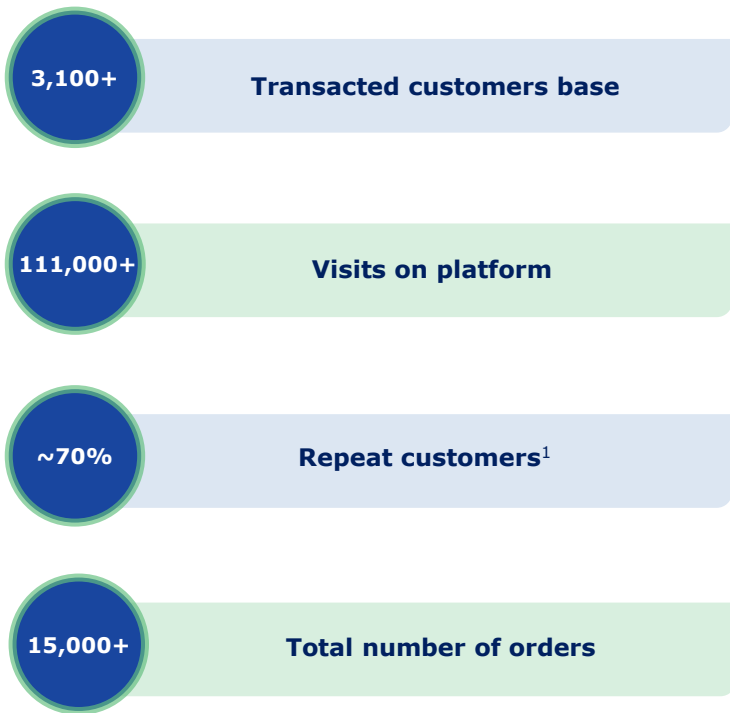 3,100+
Transacted customers base
111,000+
Visits on platform
~70%
Repeat customers¹
15,000+
Total number of orders